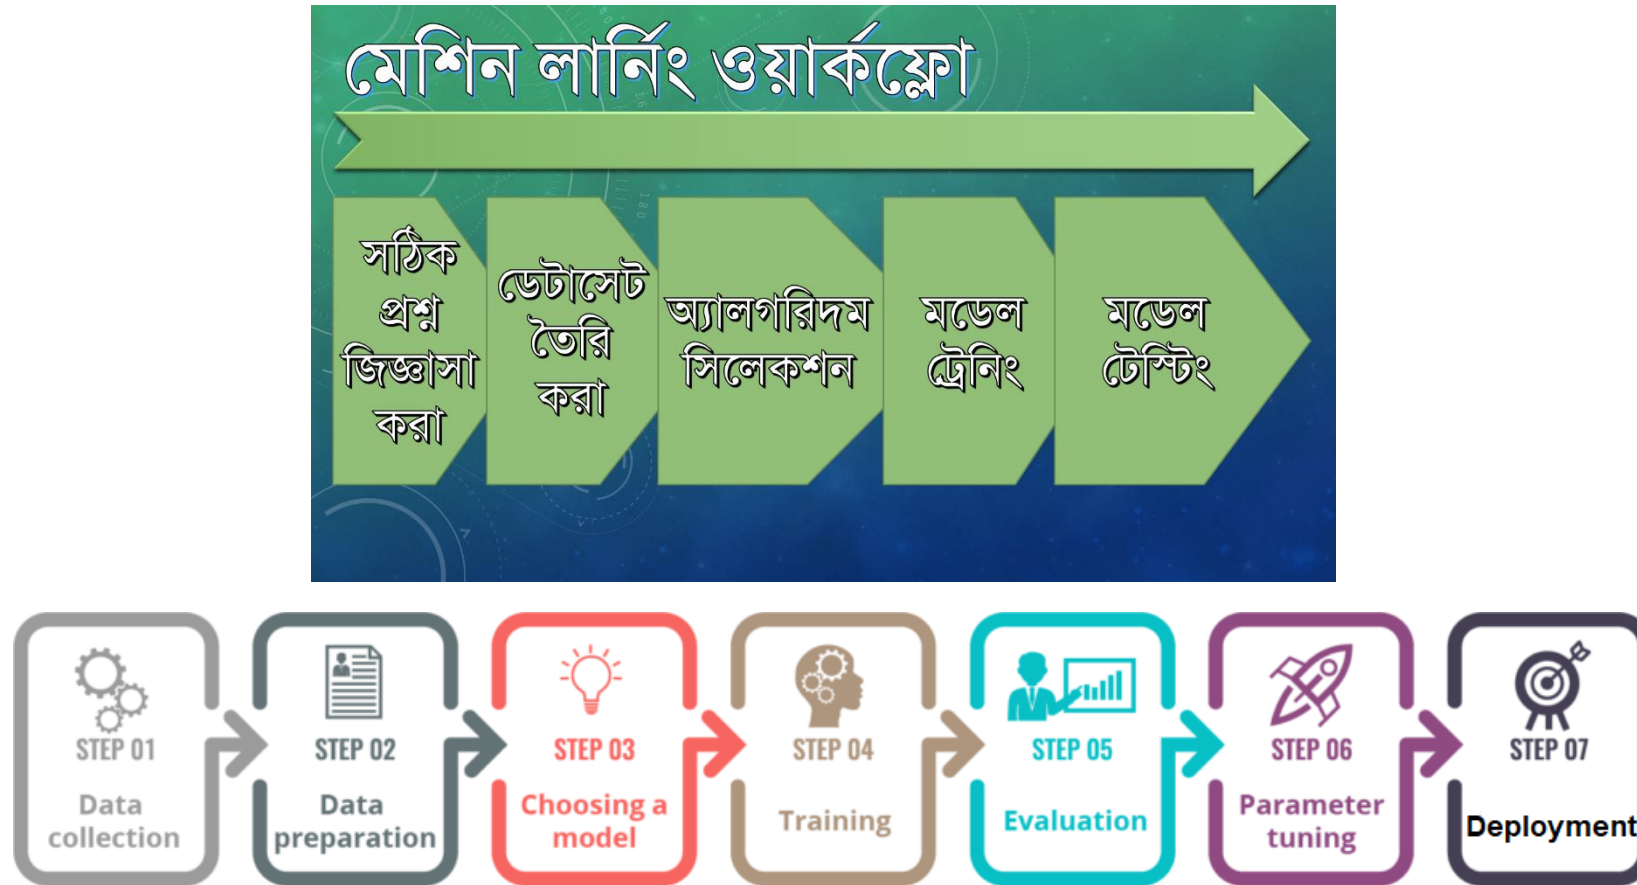 মেশিন লার্নিং ওয়ার্কফ্লো
সঠিক
প্রশ্ন
জিজ্ঞাসা
করা
ডেটাসেট
তৈরি
করা
অ্যালগরিদম
সিলেকশন
মডেল
ট্রেনিং
মডেল
টেস্টিং
STEP 01
Data
collection
STEP 02
Data
preparation
STEP 03
Choosing a
model
STEP 04
Training
STEP 05
Evaluation
STEP 06
Parameter
tuning
STEP 07
Deployment